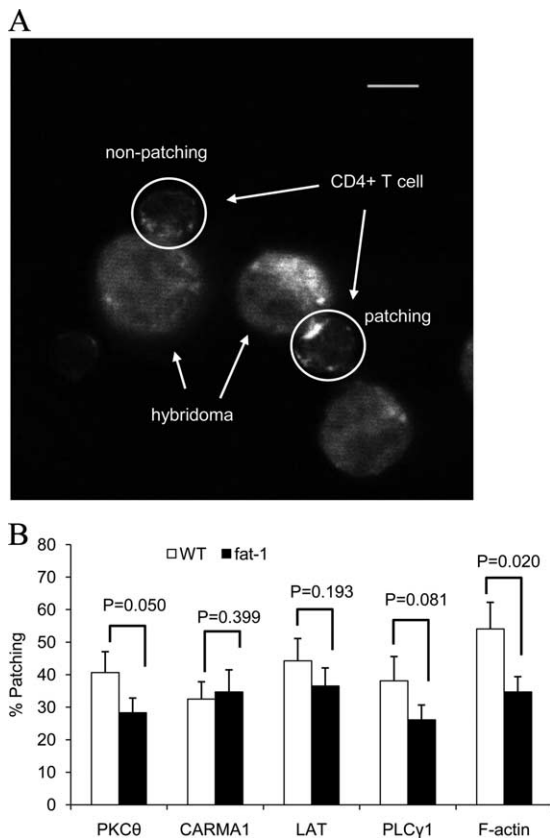 A
non-patching
CD4+ T cell
patching
hybridoma
B
80
70
60
50
40
30
20
10
0
% Patching
WT
fat-1
P=0.050
P=0.399
P=0.193
P=0.081
P=0.020
PKCθ
CARMA1
LAT
PLCγ1
F-actin